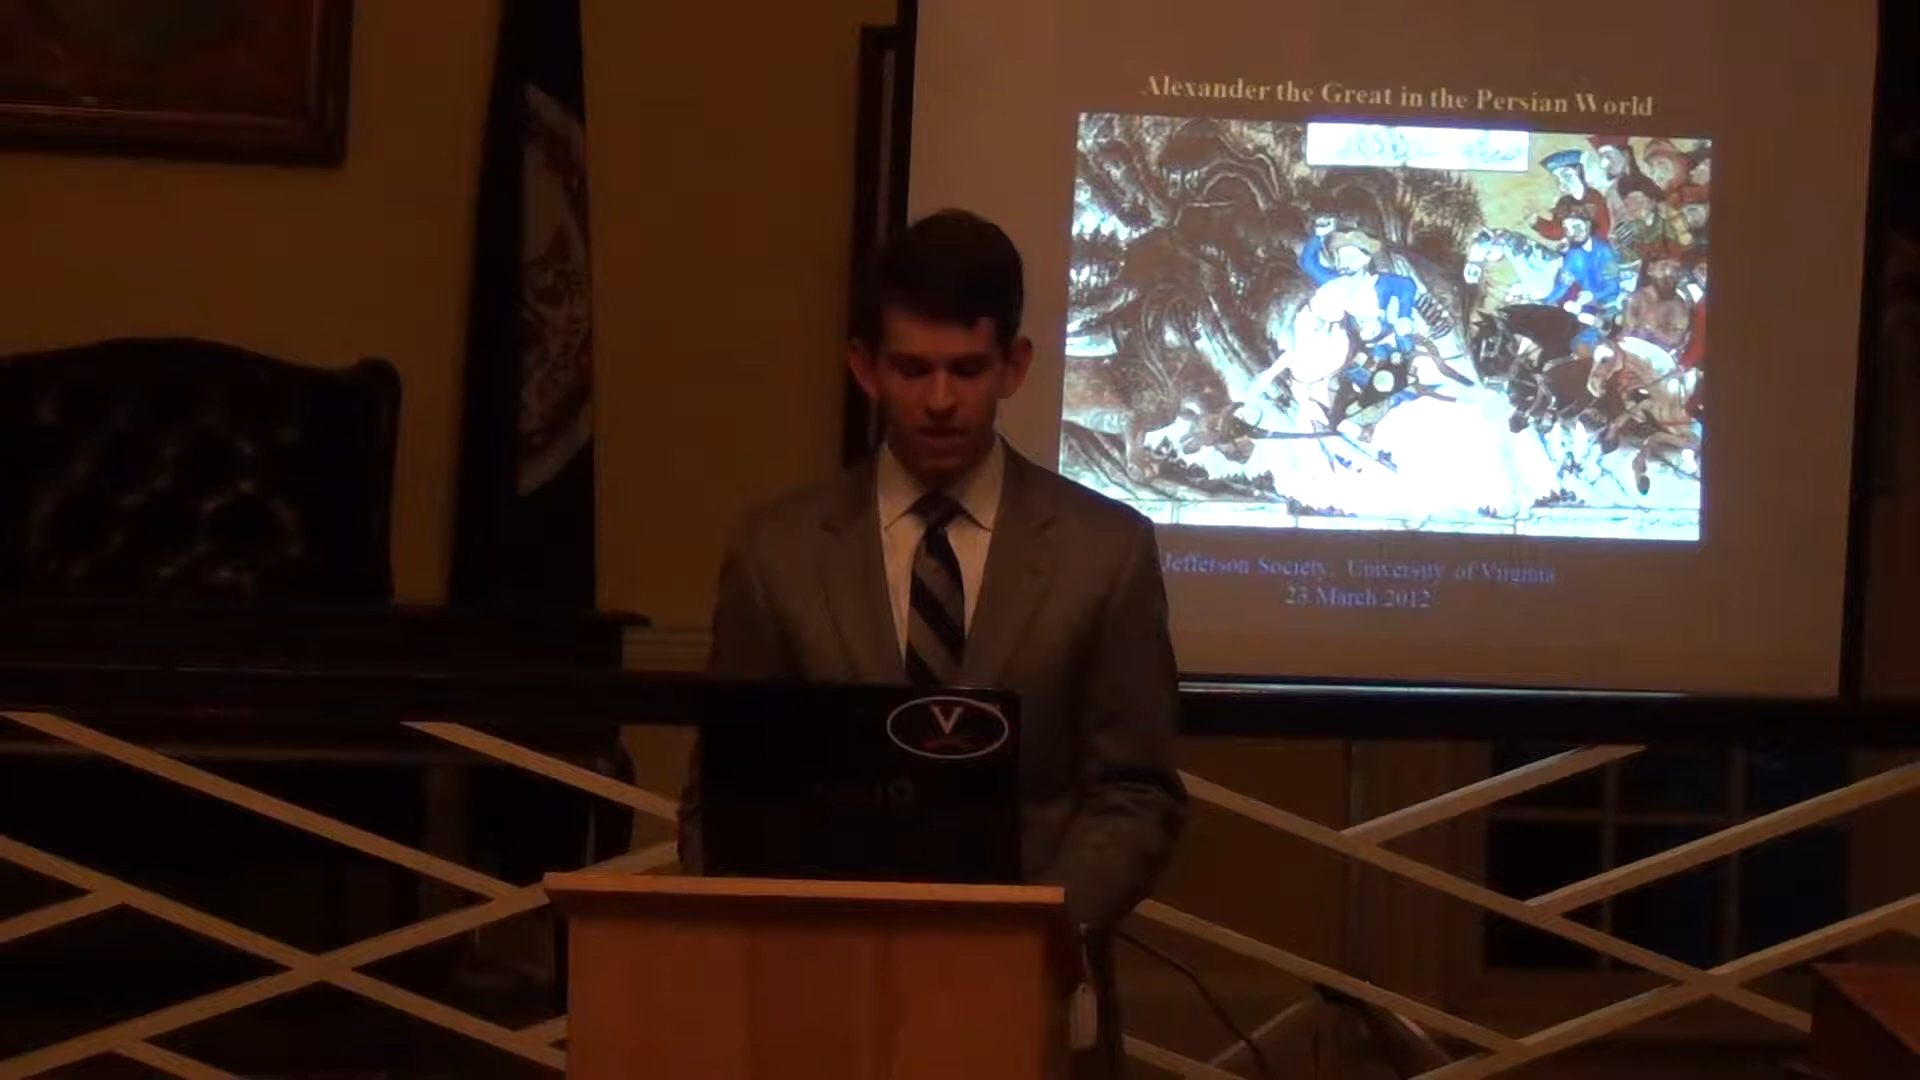 Alexander the Great in the Persian World
Jefferson Society, University of Virginia
23 March 2012
V